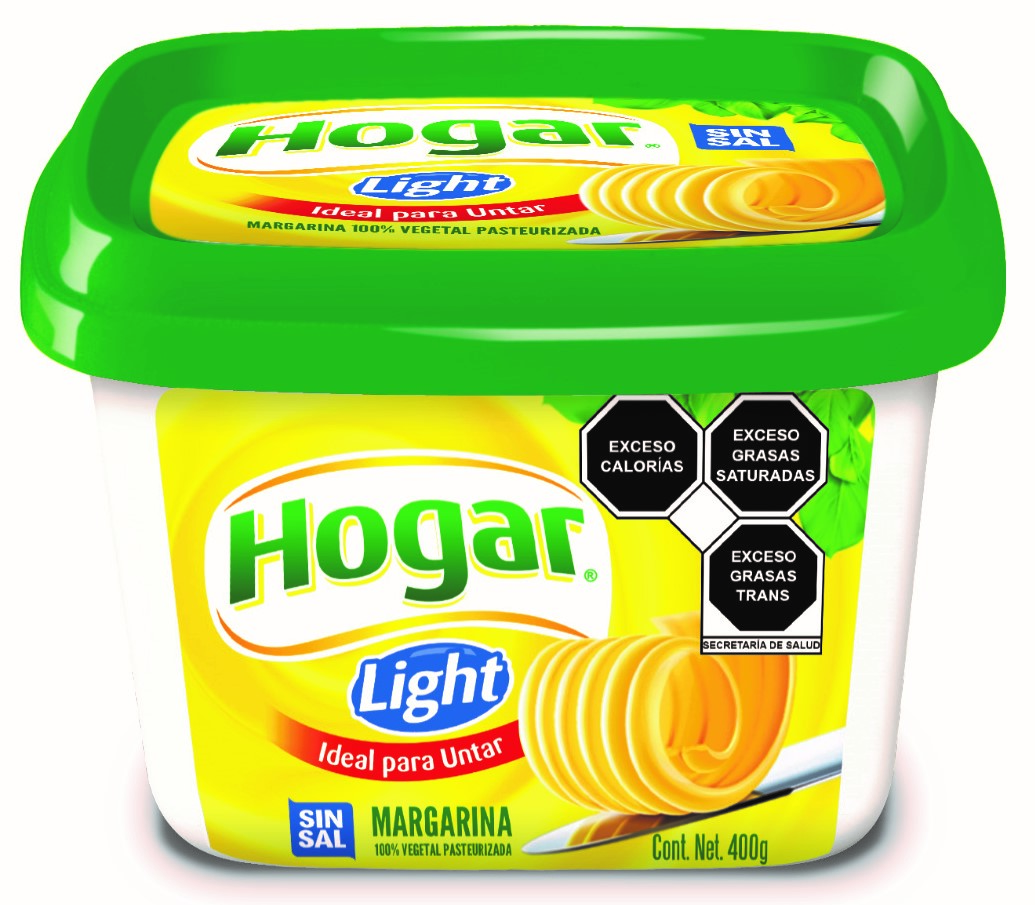 Hogar®
SIN
SAL
Light
Ideal para Untar
MARGARINA 100% VEGETAL PASTEURIZADA
EXCESO
CALORÍAS
EXCESO
GRASAS
SATURADAS
EXCESO
GRASAS
TRANS
SECRETARÍA DE SALUD
Hogar®
Light
Ideal para Untar
SIN
SAL
MARGARINA
100% VEGETAL PASTEURIZADA
Cont. Net. 400g